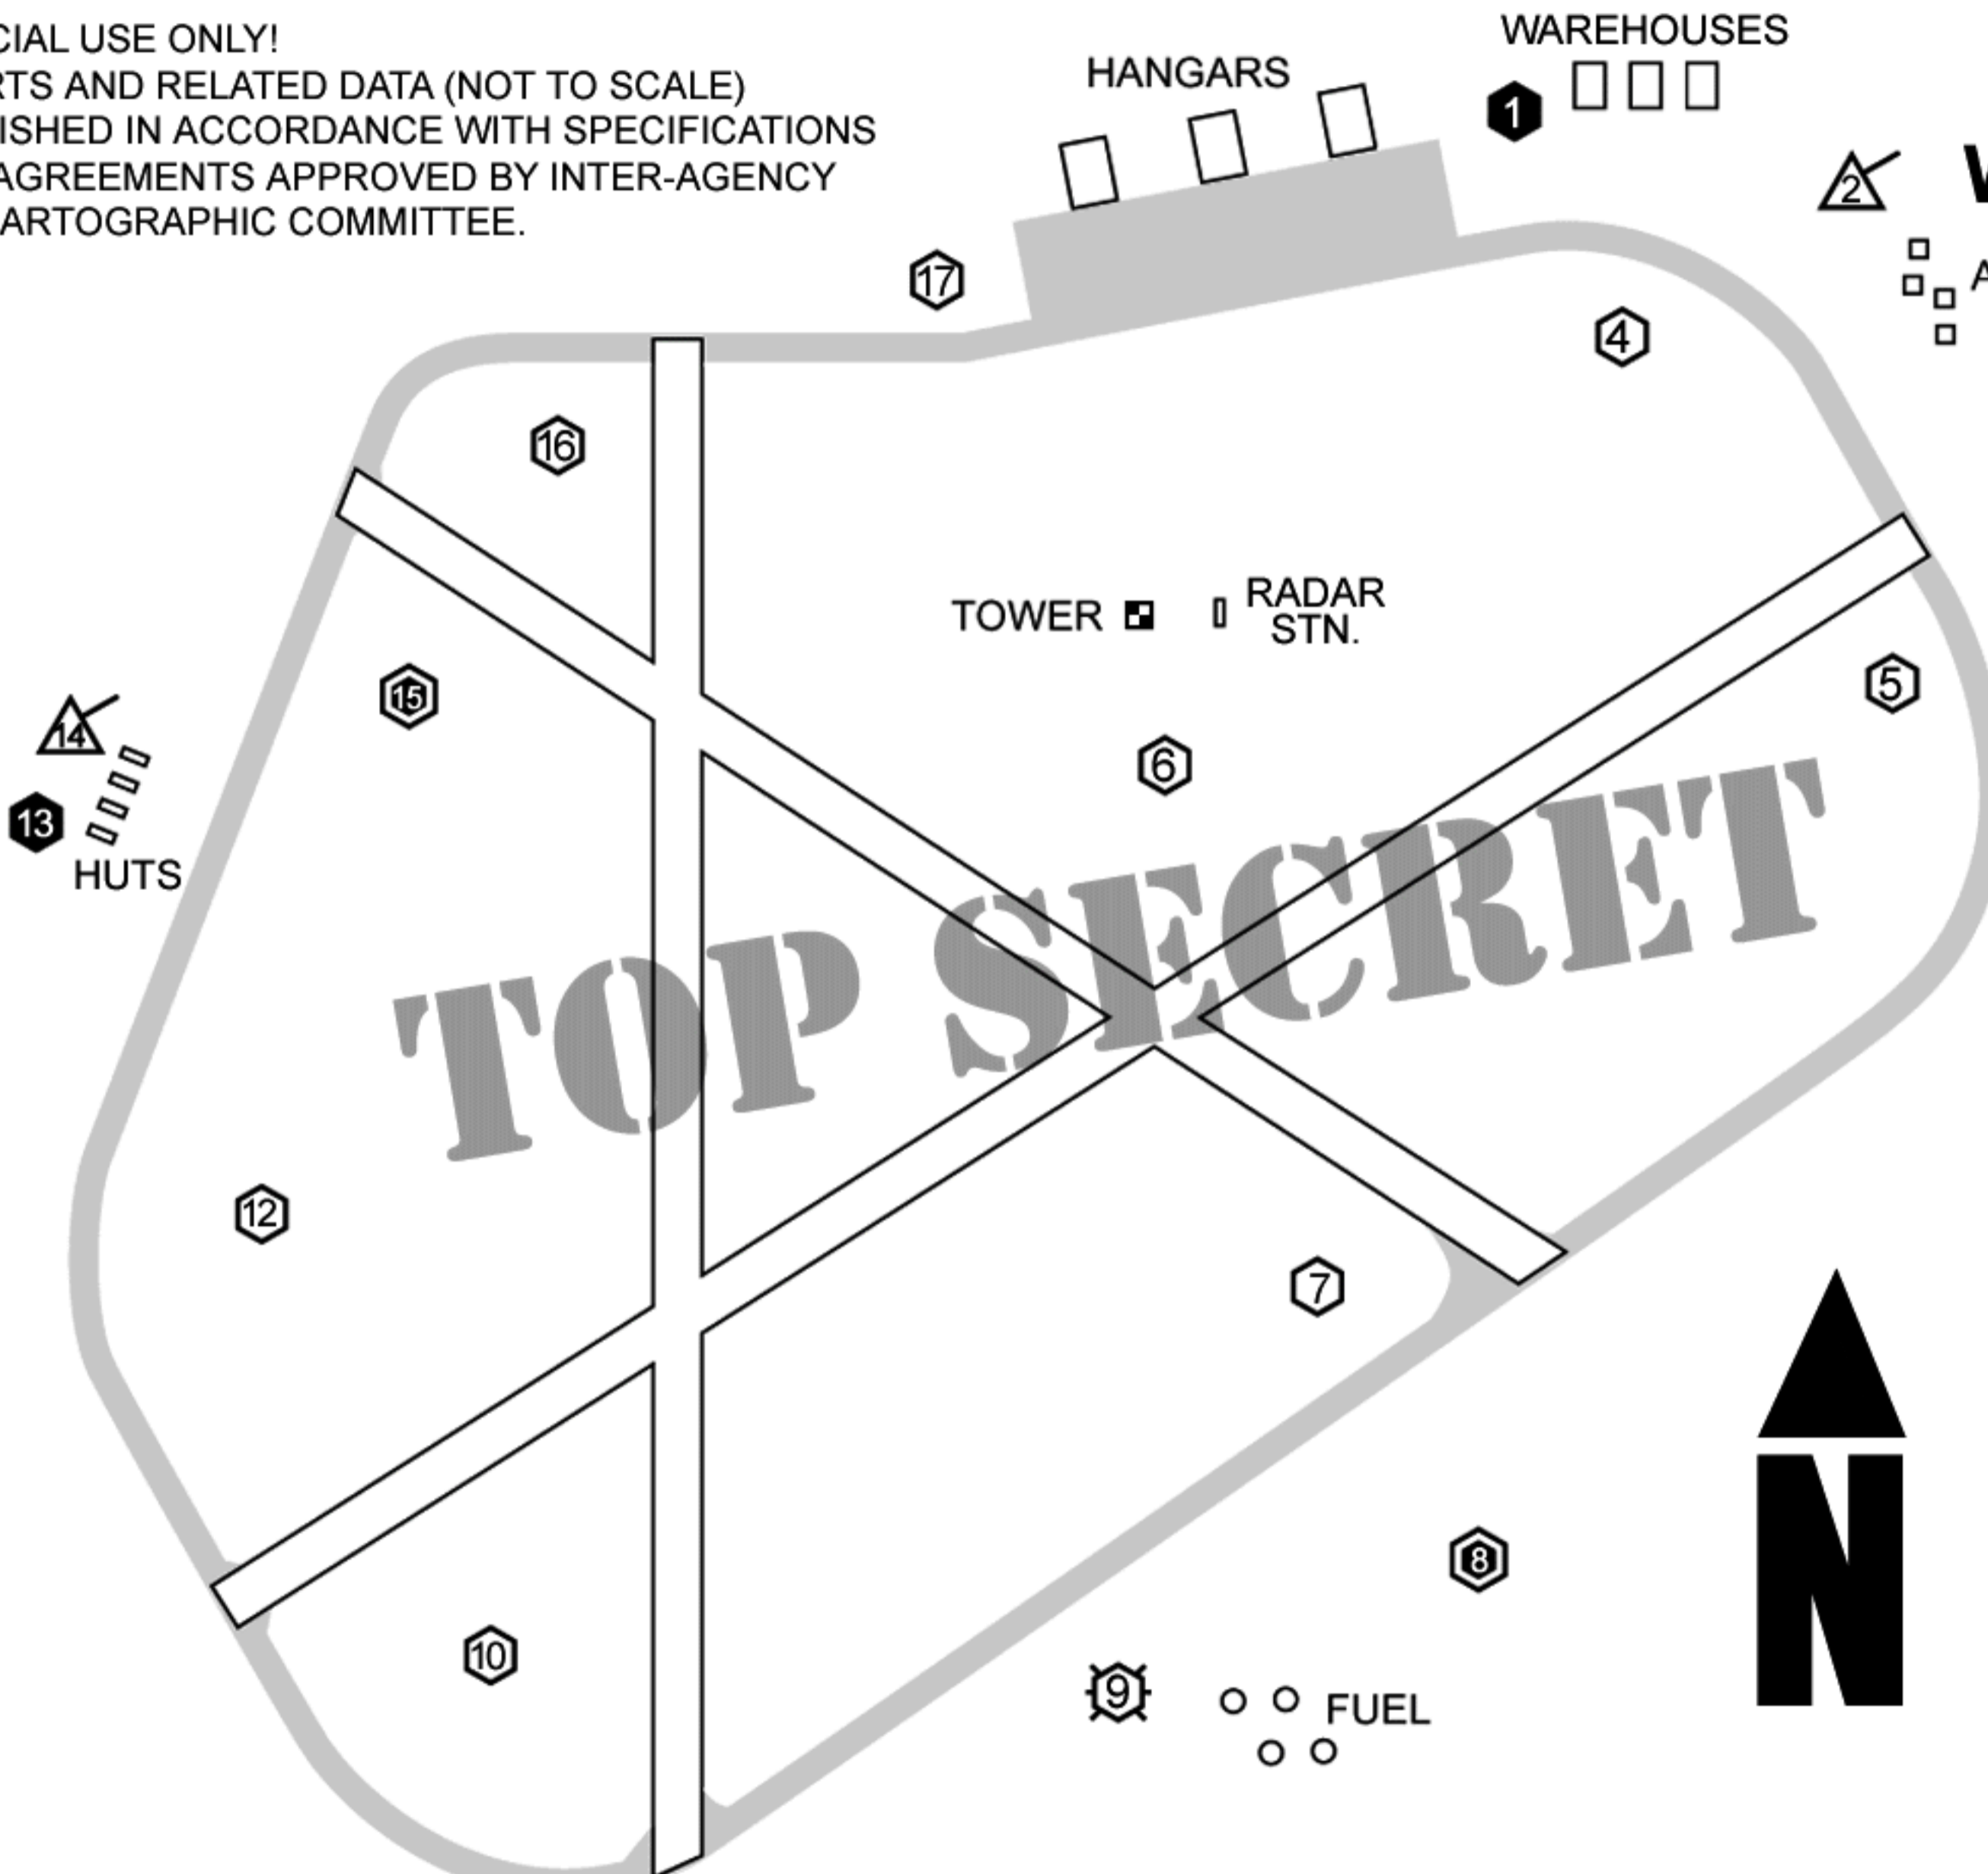 CIAL USE ONLY!
RTS AND RELATED DATA (NOT TO SCALE)
ISHED IN ACCORDANCE WITH SPECIFICATIONS
AGREEMENTS APPROVED BY INTER-AGENCY
ARTOGRAPHIC COMMITTEE.
HANGARS
WAREHOUSES
1
2
17
4
16
TOWER
RADAR
STN.
15
5
14
6
13
HUTS
TOP SECRET
12
7
8
10
9
FUEL
N